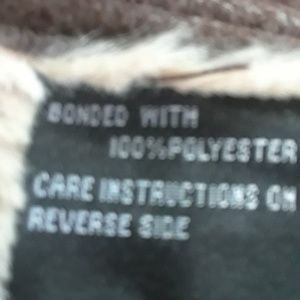 BONDED WITH
100%POLYESTER
CARE INSTRUCTIONS ON
REVERSE SIDE